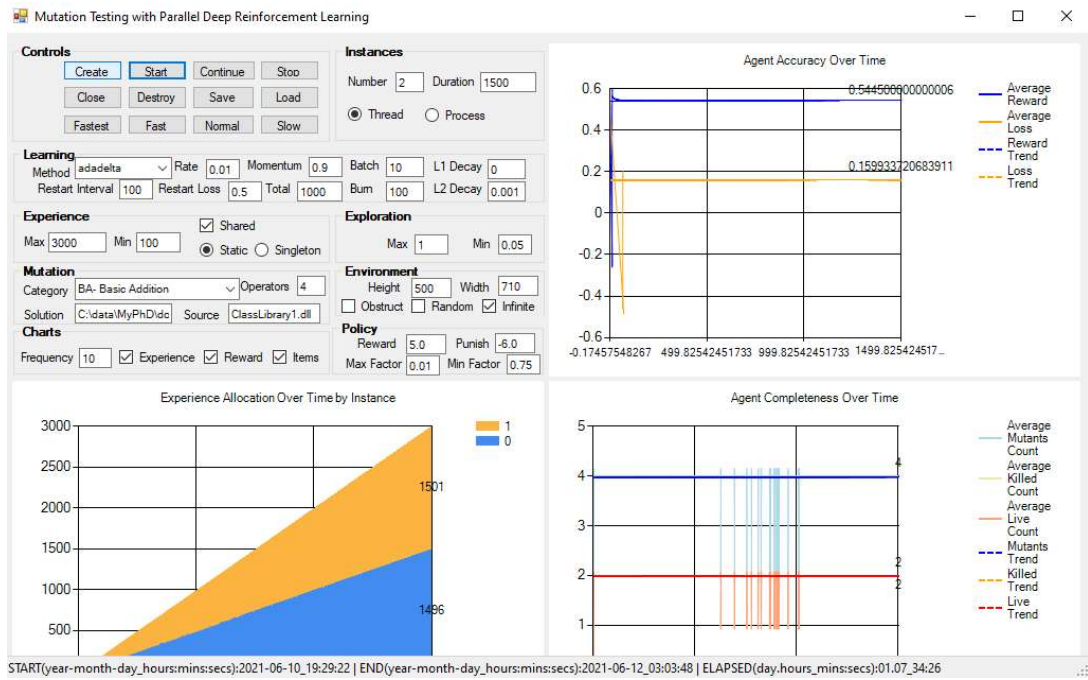 Mutation Testing with Parallel Deep Reinforcement Learning
Controls
Create Start Continue Stop
Close Destroy Save Load
Fastest Fast Normal Slow
Instances
Number 2 Duration 1500
Thread Process
Learning
Method adadelta Rate 0.01 Momentum 0.9 Batch 10 L1 Decay 0
Restart Interval 100 Restart Loss 0.5 Total 1000 Burn 100 L2 Decay 0.001
Experience
Shared
Max 3000 Min 100
Static Singleton
Exploration
Max 1 Min 0.05
Mutation
Category BA- Basic Addition Operators 4
Solution C:\data\MyPhD\dc Source ClassLibrary1.dll
Environment
Height 500 Width 710
Obstruct Random Infinite
Charts
Frequency 10 Experience Reward Items
Policy
Reward 5.0 Punish -6.0
Max Factor 0.01 Min Factor 0.75
Agent Accuracy Over Time
0.6
0.4
0.2
0
-0.2
-0.4
-0.6
-0.17457548267 499.82542451733 999.82542451733 1499.825424517...
0.544500000000006
0.159933720683911
Average
Reward
Average
Loss
Reward
Trend
Loss
Trend
Experience Allocation Over Time by Instance
3000
2500
2000
1500
1000
500
1501
1496
1
0
Agent Completeness Over Time
5
4
3
2
1
4
2
2
Average
Mutants
Count
Average
Killed
Count
Average
Live
Count
Mutants
Trend
Killed
Trend
Live
Trend
START(year-month-day_hours:mins:secs):2021-06-10_19:29:22 | END(year-month-day_hours:mins:secs):2021-06-12_03:03:48 | ELAPSED(day.hours_mins:secs):01.07_34:26